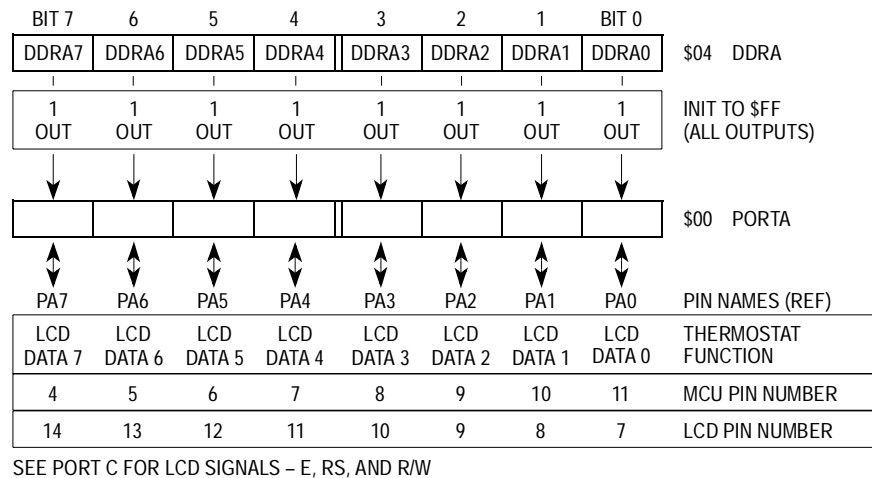 BIT 7 6 5 4 3 2 1 BIT 0
DDRA7 DDRA6 DDRA5 DDRA4 DDRA3 DDRA2 DDRA1 DDRA0 $04 DDRA
1 1 1 1 1 1 1 1 INIT TO $FF
OUT OUT OUT OUT OUT OUT OUT OUT (ALL OUTPUTS)
$00 PORTA
PA7 PA6 PA5 PA4 PA3 PA2 PA1 PA0 PIN NAMES (REF)
LCD LCD LCD LCD LCD LCD LCD LCD THERMOSTAT
DATA 7 DATA 6 DATA 5 DATA 4 DATA 3 DATA 2 DATA 1 DATA 0 FUNCTION
4 5 6 7 8 9 10 11 MCU PIN NUMBER
14 13 12 11 10 9 8 7 LCD PIN NUMBER
SEE PORT C FOR LCD SIGNALS – E, RS, AND R/W